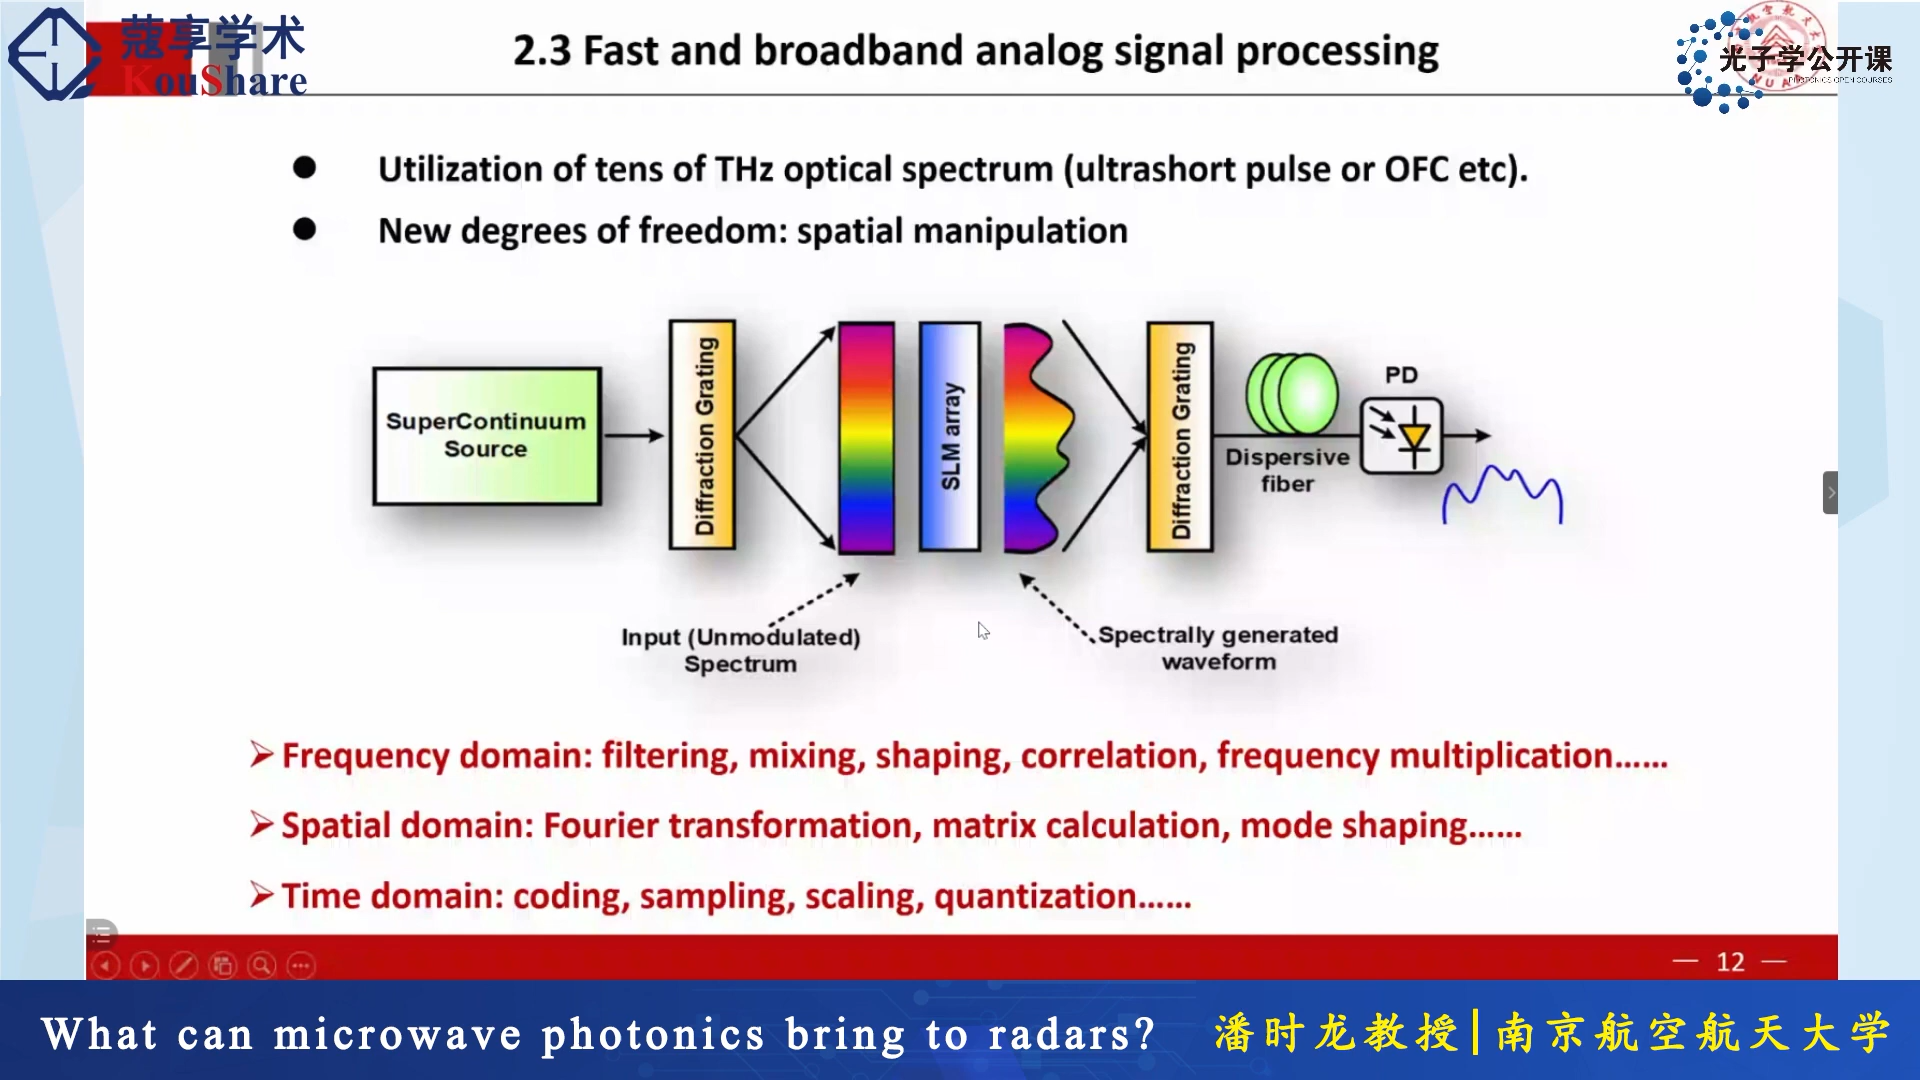 蔻享学术
KouShare
2.3 Fast and broadband analog signal processing
光子学公开课
PHOTONICS OPEN COURSES
● Utilization of tens of THz optical spectrum (ultrashort pulse or OFC etc).
● New degrees of freedom: spatial manipulation
SuperContinuum
Source
Diffraction Grating
SLM array
Diffraction Grating
PD
Dispersive
fiber
Input (Unmodulated)
Spectrum
Spectrally generated
waveform
➢ Frequency domain: filtering, mixing, shaping, correlation, frequency multiplication……
➢ Spatial domain: Fourier transformation, matrix calculation, mode shaping……
➢ Time domain: coding, sampling, scaling, quantization……
— 12 —
What can microwave photonics bring to radars?
潘时龙教授|南京航空航天大学